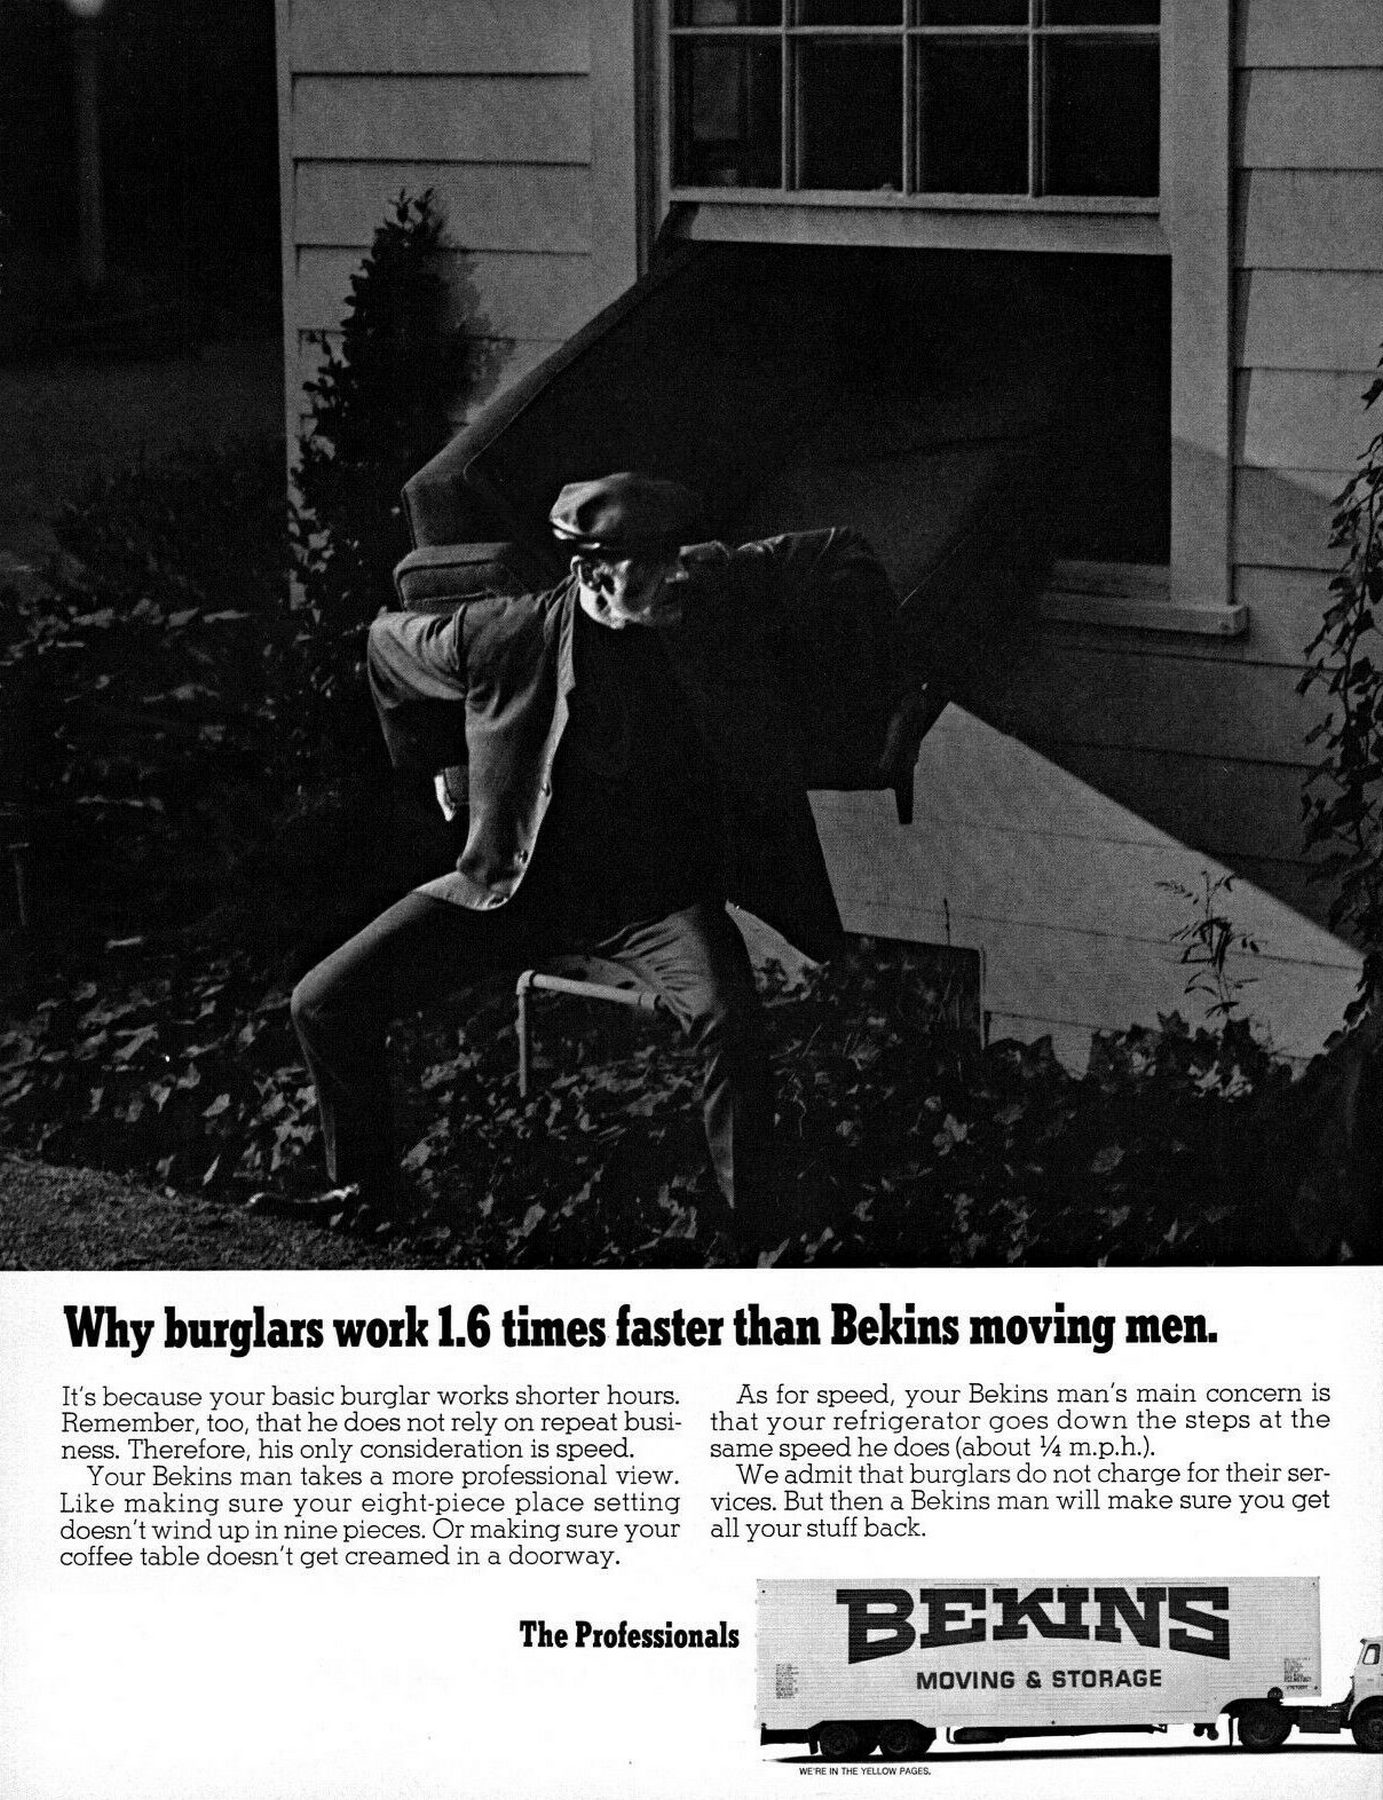 Why burglars work 1.6 times faster than Bekins moving men.
It's because your basic burglar works shorter hours.
Remember, too, that he does not rely on repeat busi-
ness. Therefore, his only consideration is speed.
Your Bekins man takes a more professional view.
Like making sure your eight-piece place setting
doesn't wind up in nine pieces. Or making sure your
coffee table doesn't get creamed in a doorway.
As for speed, your Bekins man's main concern is
that your refrigerator goes down the steps at the
same speed he does (about ¼ m.p.h.).
We admit that burglars do not charge for their ser-
vices. But then a Bekins man will make sure you get
all your stuff back.
The Professionals
BEKINS
MOVING & STORAGE
WE'RE IN THE YELLOW PAGES.